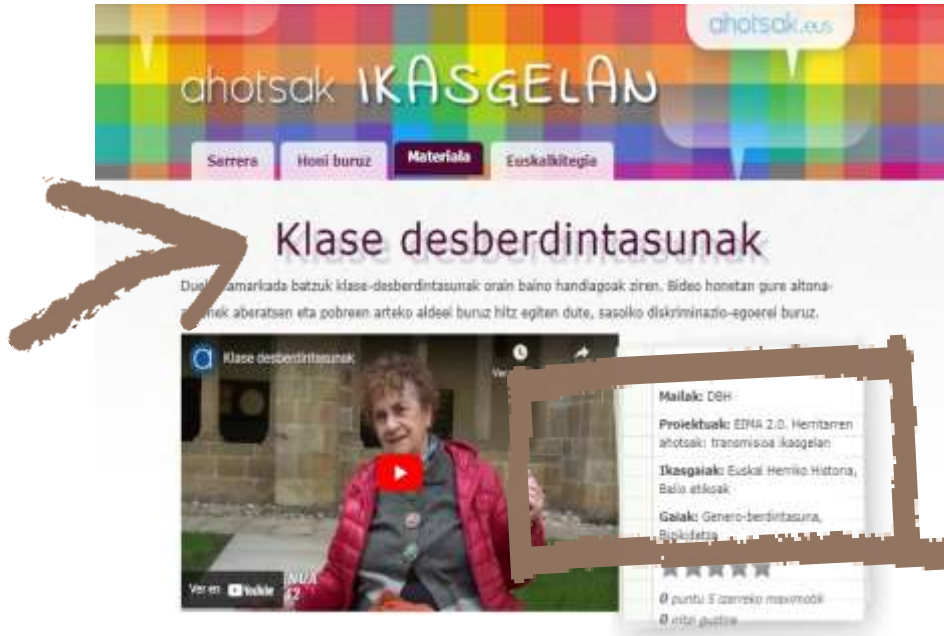 ahotsak.eus
ahotsak IKASGELAN
Sarrera Honi buruz Materiala Euskalkitegia
Klase desberdintasunak
hamarkada batzuk klase-desberdintasunak orain baino handiagoak ziren. Bideo honetan gure aitona-
aberatsen eta pobreen arteko aldeei buruz hitz egiten dute, sasoiko diskriminazio-egoerei buruz.
Klase desberdintasunak
Mailak: DBH
Proiektuak: EIMA 2.0. Herritarren
ahotsak: transmisioa ikasgelan
Ikasgaiak: Euskal Herriko Historia,
Balio etikoak
Gaiak: Genero-berdintasuna,
Bizikidetza
Ver en YouTube
0 puntu 5 izarreko maximotik
0 iritzi guztira